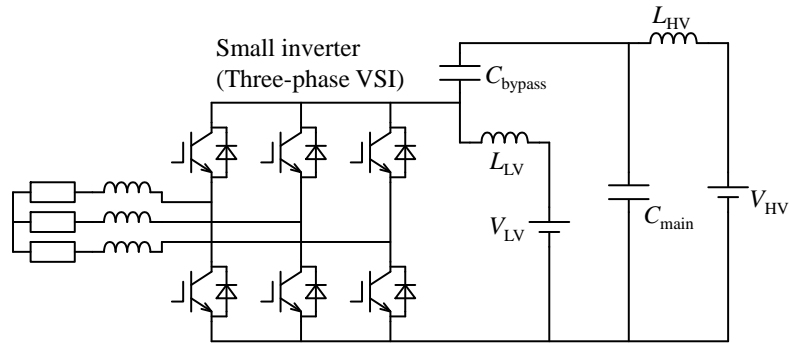 Small inverter
(Three-phase VSI)
C_bypass
L_HV
L_LV
V_LV
C_main
V_HV